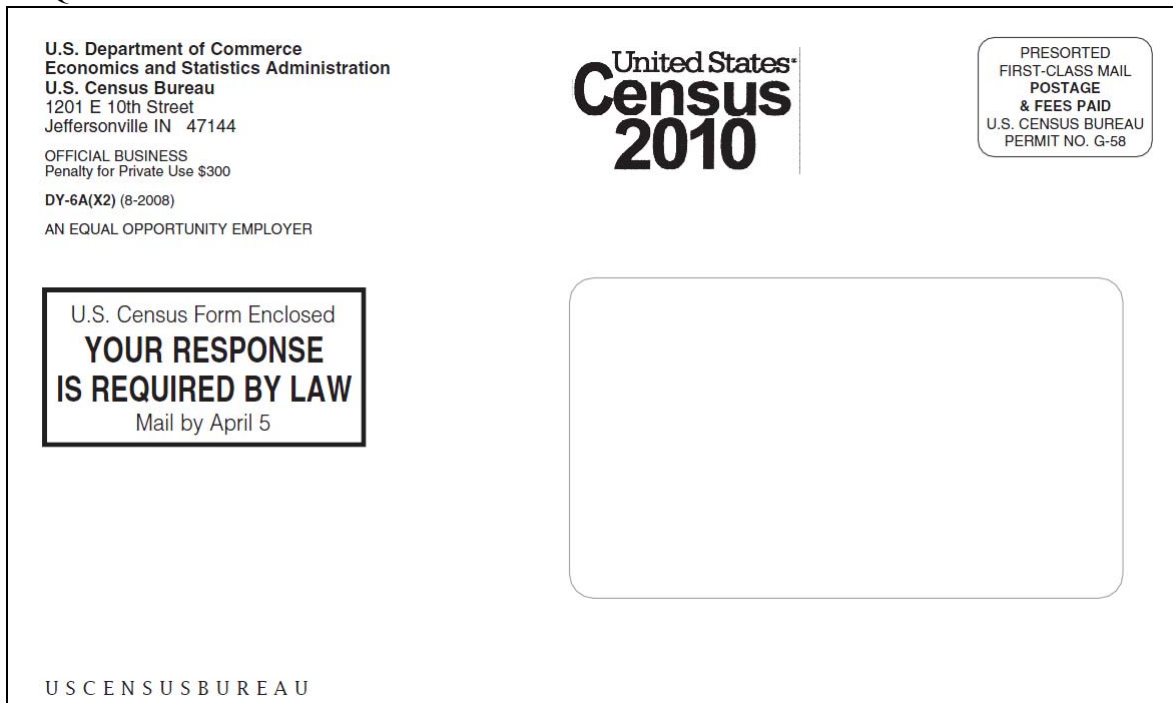 U.S. Department of Commerce
Economics and Statistics Administration
U.S. Census Bureau
1201 E 10th Street
Jeffersonville IN 47144
OFFICIAL BUSINESS
Penalty for Private Use $300
DY-6A(X2) (8-2008)
AN EQUAL OPPORTUNITY EMPLOYER
United States
Census
2010
PRESORTED
FIRST-CLASS MAIL
POSTAGE
& FEES PAID
U.S. CENSUS BUREAU
PERMIT NO. G-58
U.S. Census Form Enclosed
YOUR RESPONSE
IS REQUIRED BY LAW
Mail by April 5
USCENSUSBUREAU